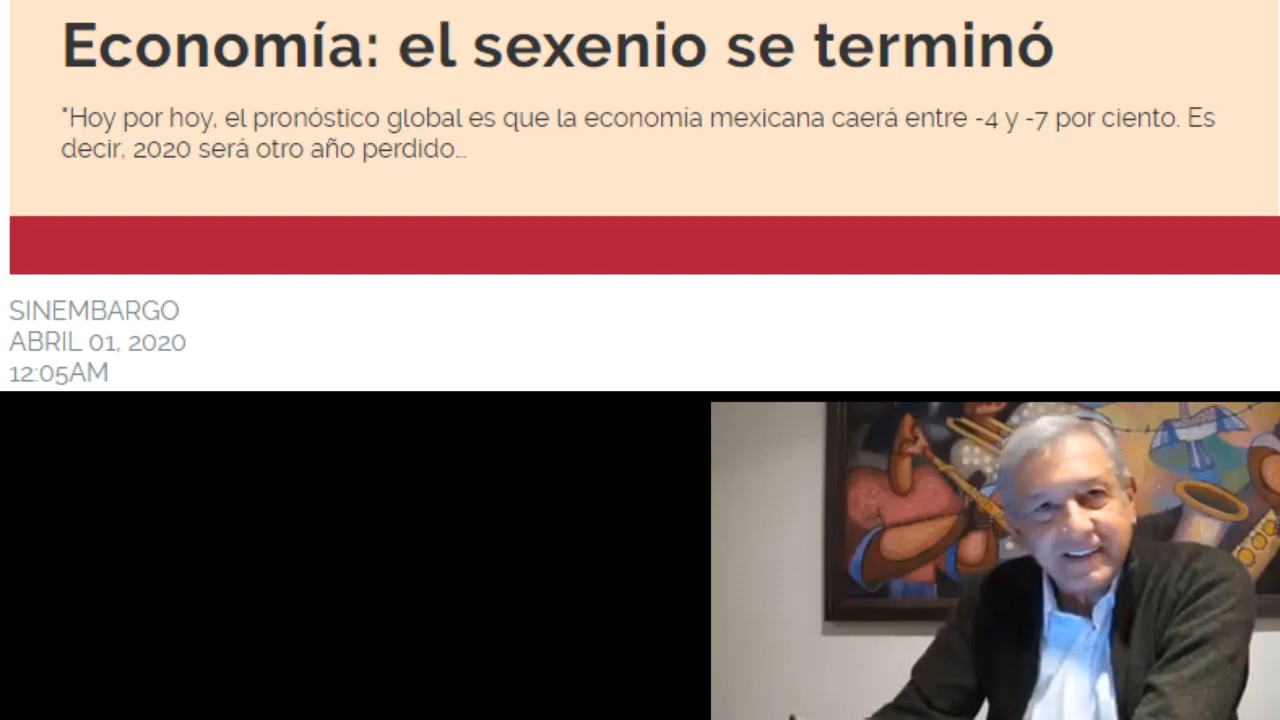 Economía: el sexenio se terminó
"Hoy por hoy, el pronóstico global es que la economía mexicana caerá entre -4 y -7 por ciento. Es
decir, 2020 será otro año perdido...
SINEMBARGO
ABRIL 01, 2020
12:05AM